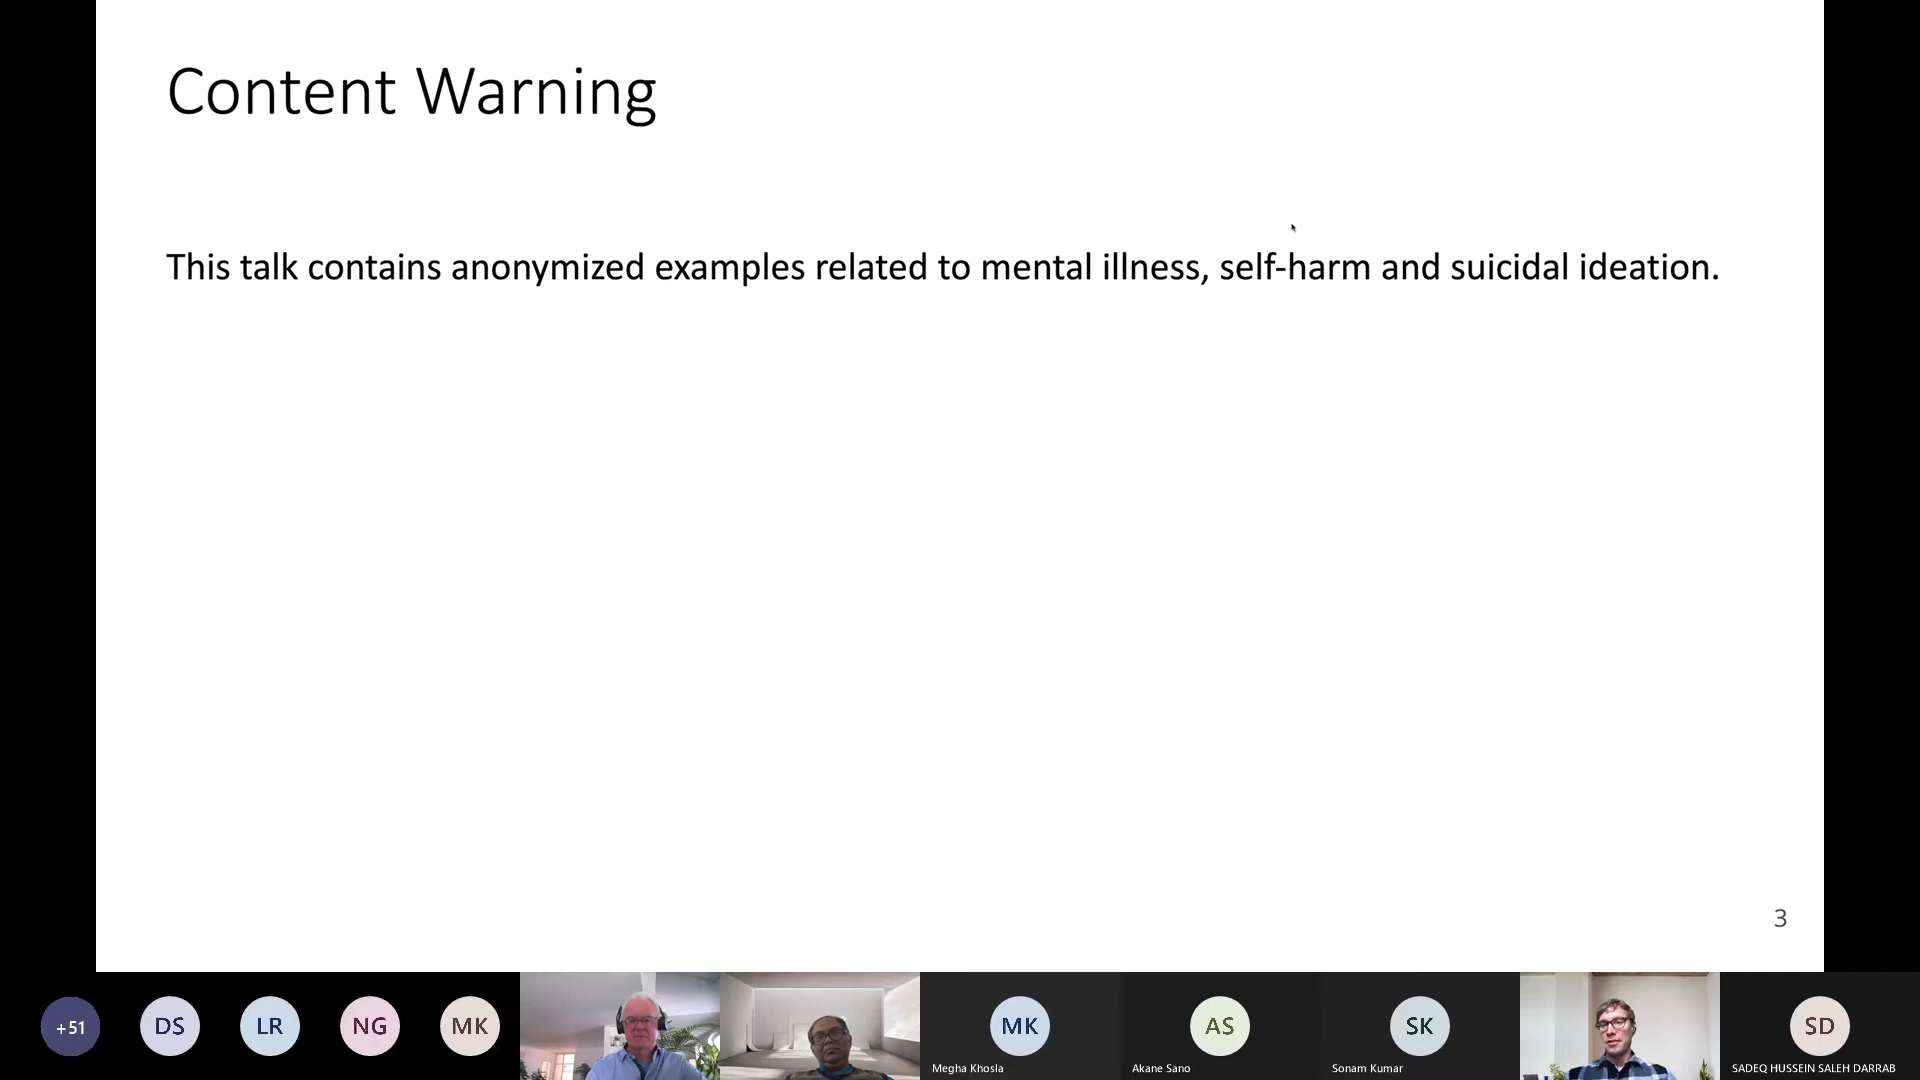 Content Warning
This talk contains anonymized examples related to mental illness, self-harm and suicidal ideation.
3
+51
DS
LR
NG
MK
MK
Megha Khosla
AS
Akane Sano
SK
Sonam Kumar
SD
SADEQ HUSSEIN SALEH DARRAB